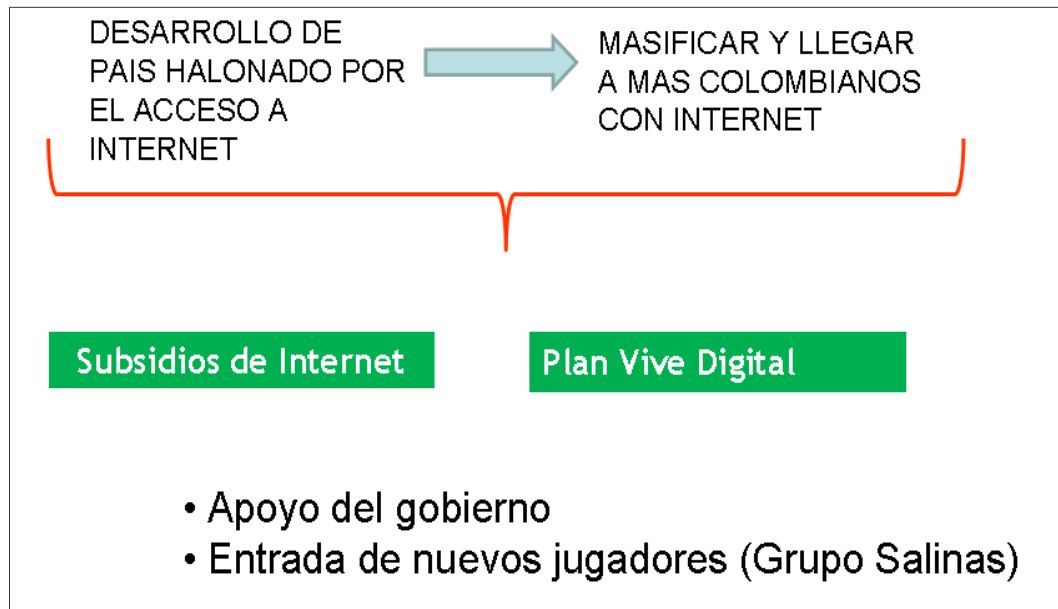 DESARROLLO DE
PAIS HALONADO POR
EL ACCESO A
INTERNET
MASIFICAR Y LLEGAR
A MAS COLOMBIANOS
CON INTERNET
Subsidios de Internet
Plan Vive Digital
• Apoyo del gobierno
• Entrada de nuevos jugadores (Grupo Salinas)